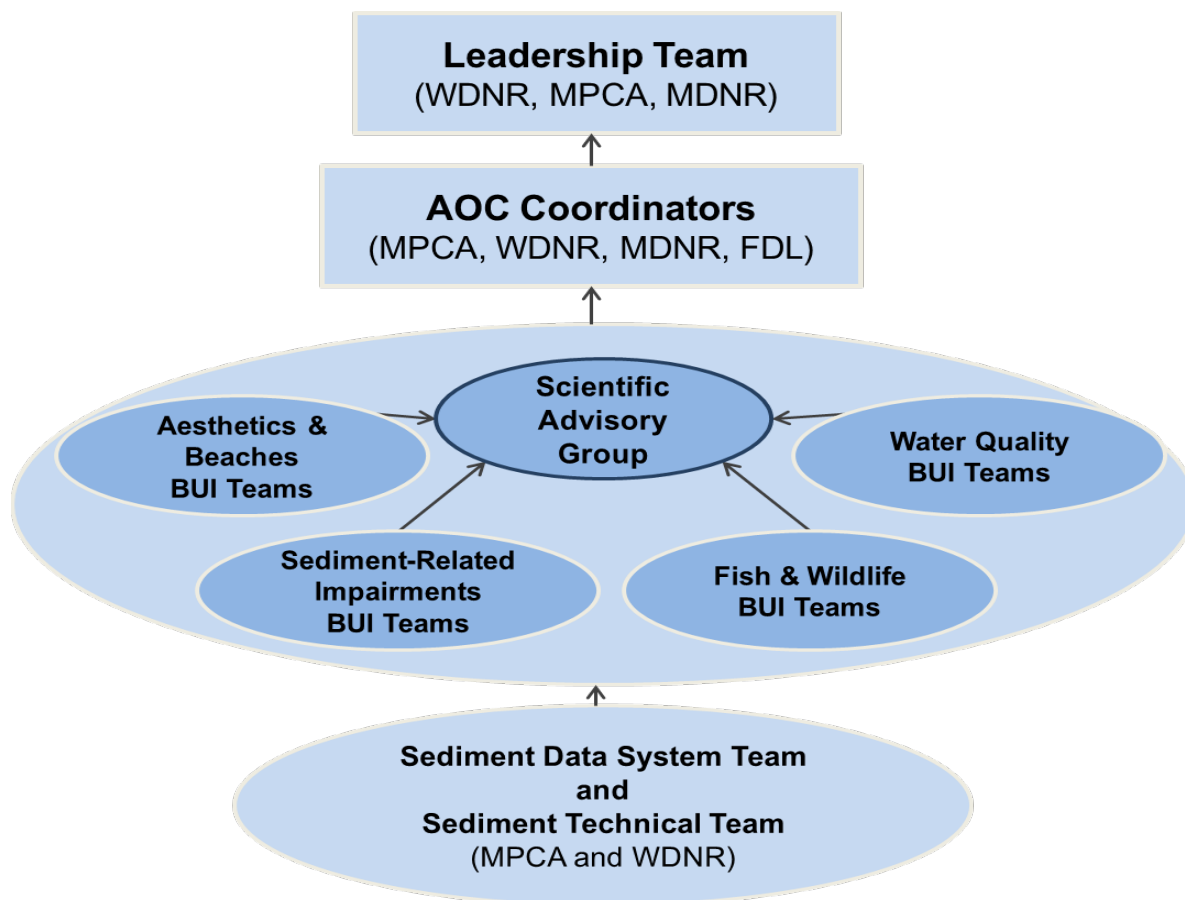 Leadership Team
(WDNR, MPCA, MDNR)
AOC Coordinators
(MPCA, WDNR, MDNR, FDL)
Scientific
Advisory
Group
Aesthetics &
Beaches
BUI Teams
Water Quality
BUI Teams
Sediment-Related
Impairments
BUI Teams
Fish & Wildlife
BUI Teams
Sediment Data System Team
and
Sediment Technical Team
(MPCA and WDNR)